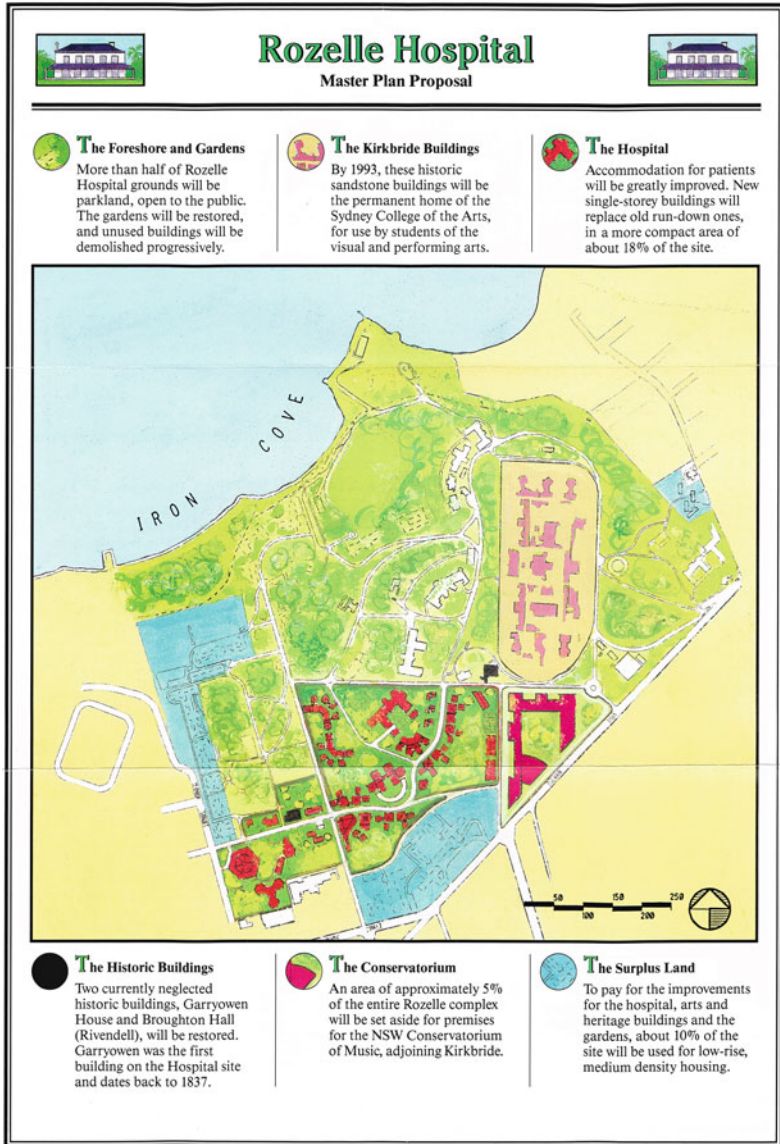 Rozelle Hospital
Master Plan Proposal
The Foreshore and Gardens
More than half of Rozelle
Hospital grounds will be
parkland, open to the public.
The gardens will be restored,
and unused buildings will be
demolished progressively.
The Kirkbride Buildings
By 1993, these historic
sandstone buildings will be
the permanent home of the
Sydney College of the Arts,
for use by students of the
visual and performing arts.
The Hospital
Accommodation for patients
will be greatly improved. New
single-storey buildings will
replace old run-down ones,
in a more compact area of
about 18% of the site.
IRON COVE
50 150 250
100 200
The Historic Buildings
Two currently neglected
historic buildings, Garryowen
House and Broughton Hall
(Rivendell), will be restored.
Garryowen was the first
building on the Hospital site
and dates back to 1837.
The Conservatorium
An area of approximately 5%
of the entire Rozelle complex
will be set aside for premises
for the NSW Conservatorium
of Music, adjoining Kirkbride.
The Surplus Land
To pay for the improvements
for the hospital, arts and
heritage buildings and the
gardens, about 10% of the
site will be used for low-rise,
medium density housing.